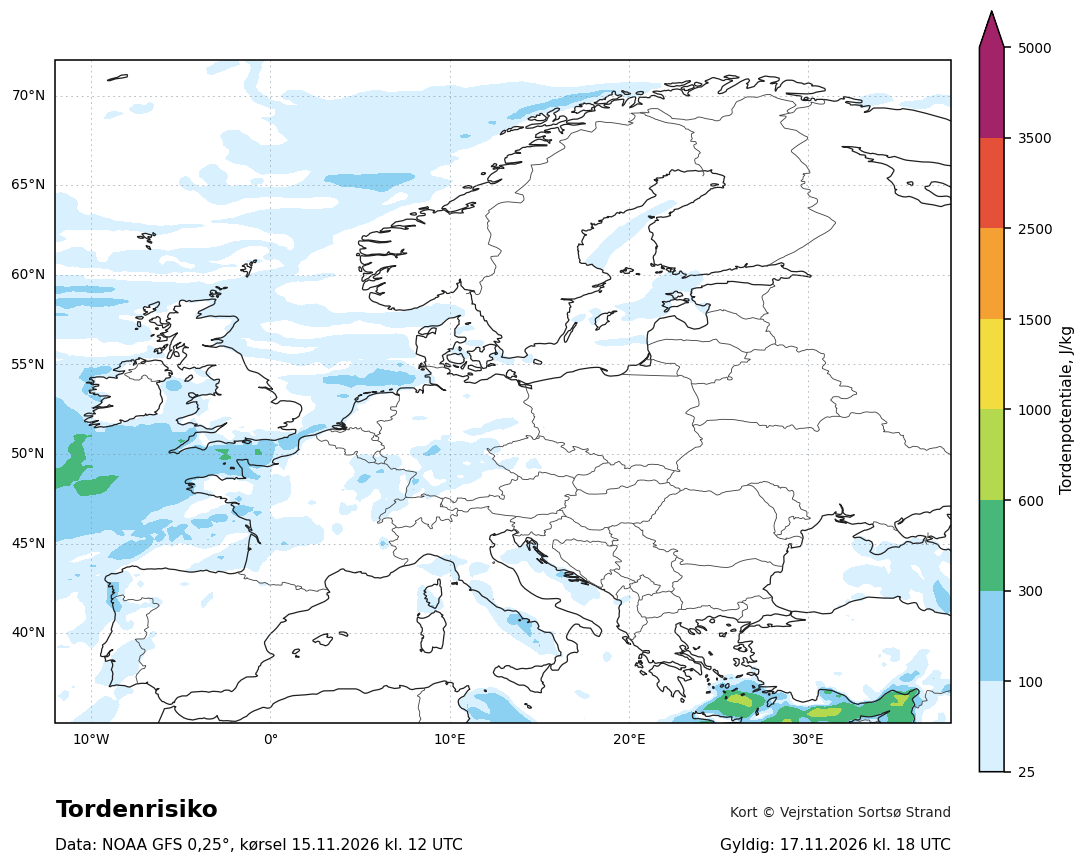 70°N
65°N
60°N
55°N
50°N
45°N
40°N
10°W
0°
10°E
20°E
30°E
5000
3500
2500
1500
1000
600
300
100
25
Tordenpotentiale, J/kg
Tordenrisiko
Kort © Vejrstation Sortsø Strand
Data: NOAA GFS 0,25°, kørsel 15.11.2026 kl. 12 UTC
Gyldig: 17.11.2026 kl. 18 UTC